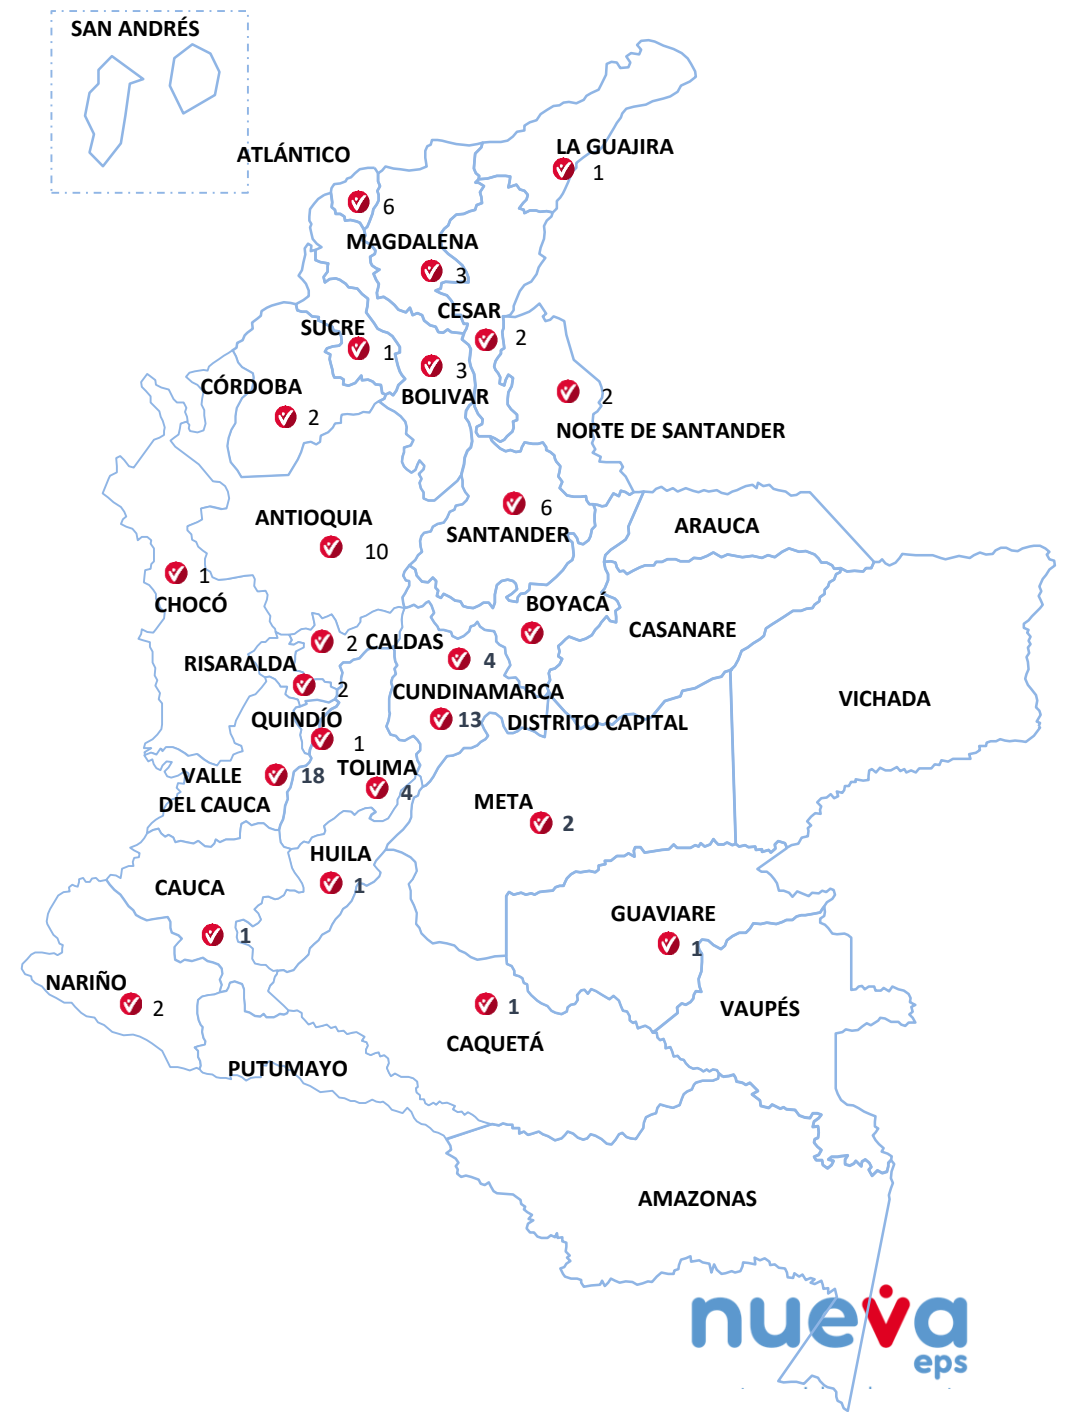 SAN ANDRÉS
LA GUAJIRA
1
ATLÁNTICO
6
MAGDALENA
3
CESAR
2
SUCRE
1
3
BOLIVAR
CÓRDOBA
2
2
NORTE DE SANTANDER
6
SANTANDER
ANTIOQUIA
10
ARAUCA
1
CHOCÓ
BOYACÁ
CASANARE
2
CALDAS
4
RISARALDA
2
CUNDINAMARCA
13
DISTRITO CAPITAL
VICHADA
QUINDÍO
1
VALLE
DEL CAUCA
18
TOLIMA
4
META
2
HUILA
1
CAUCA
1
GUAVIARE
1
NARIÑO
2
1
CAQUETÁ
VAUPÉS
PUTUMAYO
AMAZONAS
nueva
eps